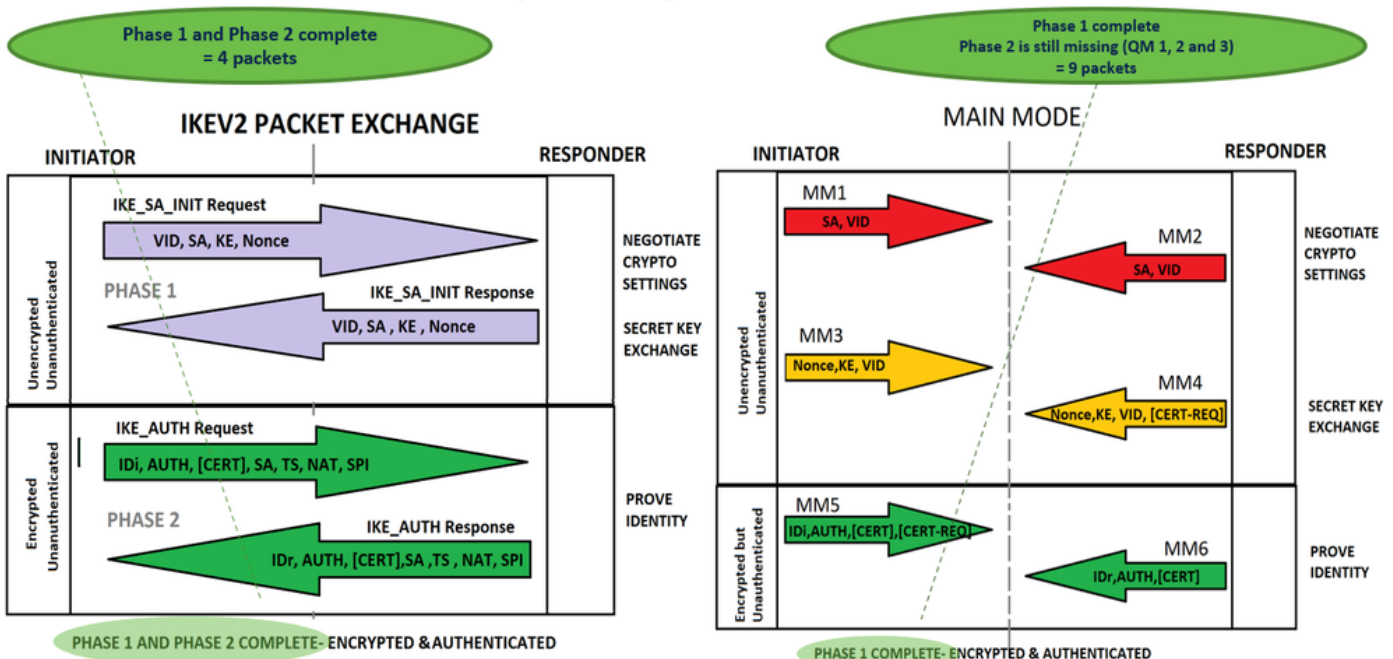 Phase 1 and Phase 2 complete
= 4 packets
IKEV2 PACKET EXCHANGE
INITIATOR
RESPONDER
Unencrypted
Unanuthenticated
IKE_SA_INIT Request
VID, SA, KE, Nonce
PHASE 1
IKE_SA_INIT Response
VID, SA , KE , Nonce
NEGOTIATE
CRYPTO
SETTINGS
SECRET KEY
EXCHANGE
Encrypted
Unanuthenticated
IKE_AUTH Request
IDi, AUTH, [CERT], SA, TS, NAT, SPI
PHASE 2
IKE_AUTH Response
IDr, AUTH, [CERT],SA ,TS , NAT, SPI
PROVE
IDENTITY
PHASE 1 AND PHASE 2 COMPLETE- ENCRYPTED & AUTHENTICATED
Phase 1 complete
Phase 2 is still missing (QM 1, 2 and 3)
= 9 packets
MAIN MODE
INITIATOR
RESPONDER
Unencrypted
Unanuthenticated
MM1
SA, VID
MM2
SA, VID
NEGOTIATE
CRYPTO
SETTINGS
MM3
Nonce,KE, VID
MM4
Nonce,KE, VID, [CERT-REQ]
SECRET KEY
EXCHANGE
Encrypted but
Unauthenticated
MM5
IDi,AUTH,[CERT],[CERT-REQ]
MM6
IDr,AUTH,[CERT]
PROVE
IDENTITY
PHASE 1 COMPLETE- ENCRYPTED & AUTHENTICATED